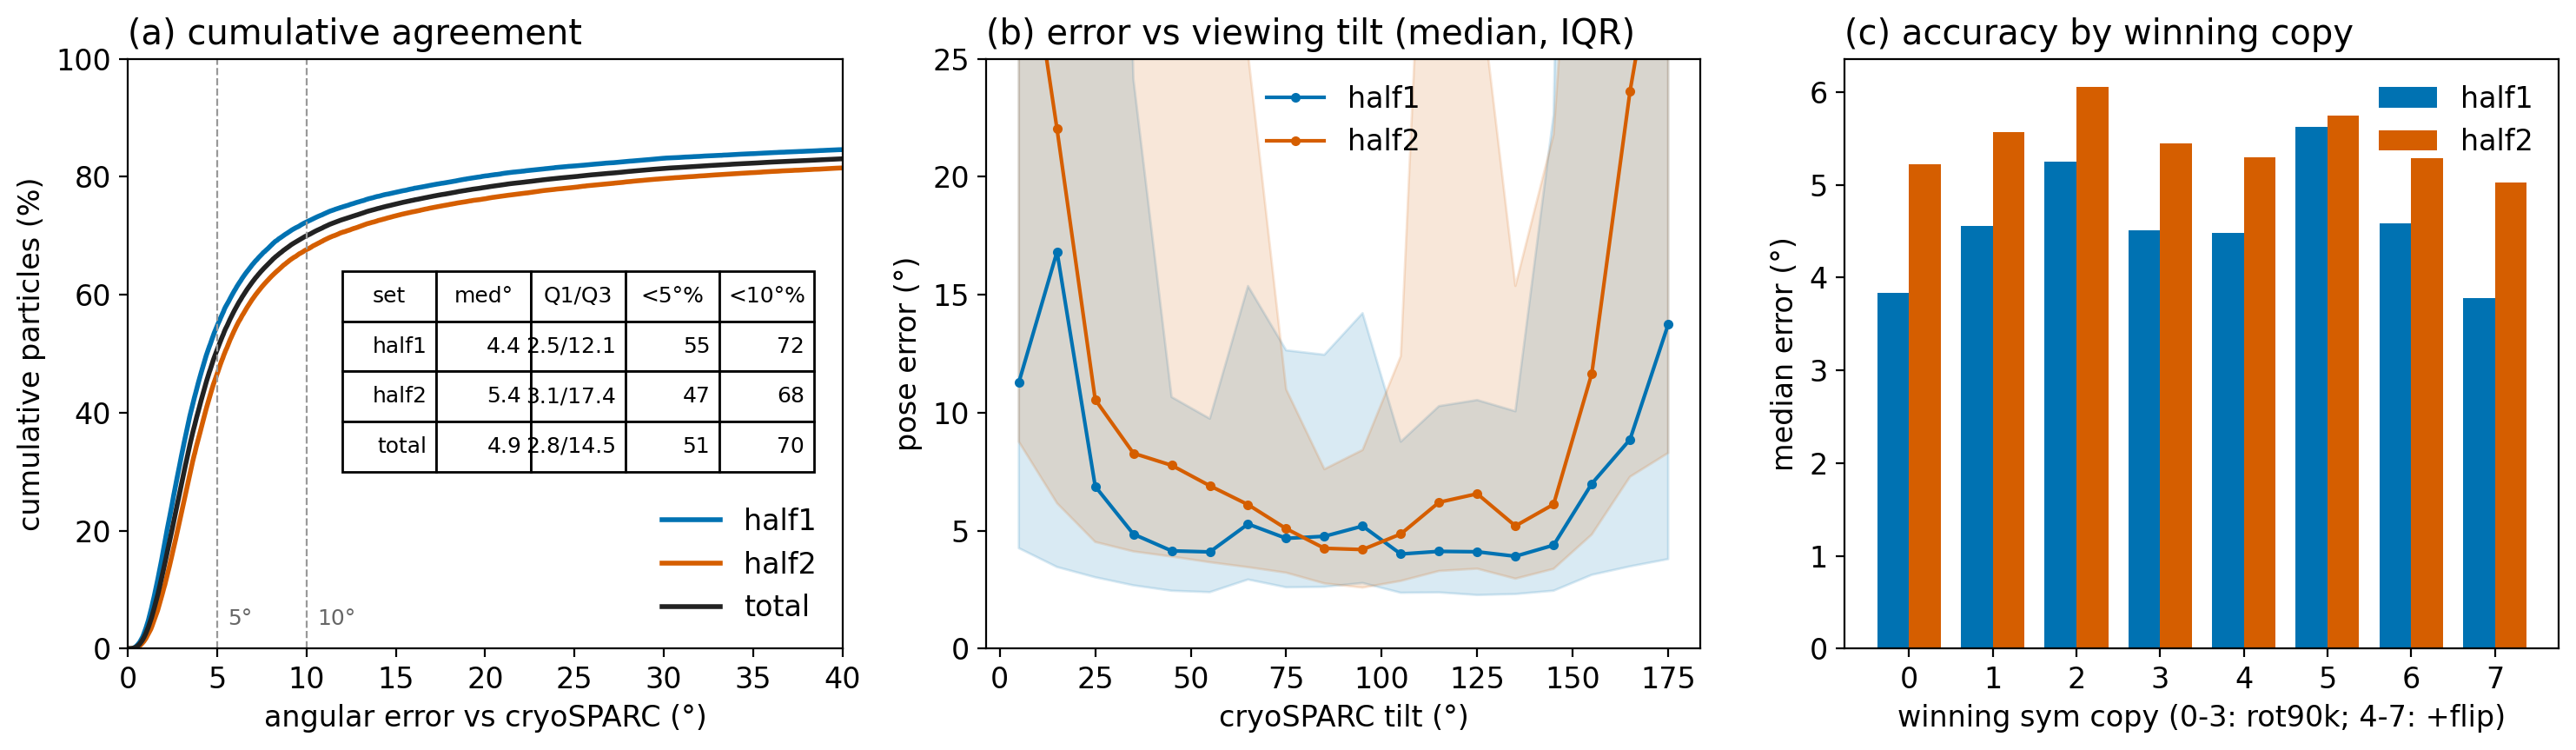 (a) cumulative agreement
100
80
60
40
20
0
cumulative particles (%)
set med° Q1/Q3 <5°% <10°%
half1 4.4 2.5/12.1 55 72
half2 5.4 3.1/17.4 47 68
total 4.9 2.8/14.5 51 70
half1
half2
total
5° 10°
0 5 10 15 20 25 30 35 40
angular error vs cryoSPARC (°)
(b) error vs viewing tilt (median, IQR)
25
20
15
10
5
0
pose error (°)
half1
half2
0 25 50 75 100 125 150 175
cryoSPARC tilt (°)
(c) accuracy by winning copy
6
5
4
3
2
1
0
median error (°)
half1
half2
0 1 2 3 4 5 6 7
winning sym copy (0-3: rot90k; 4-7: +flip)